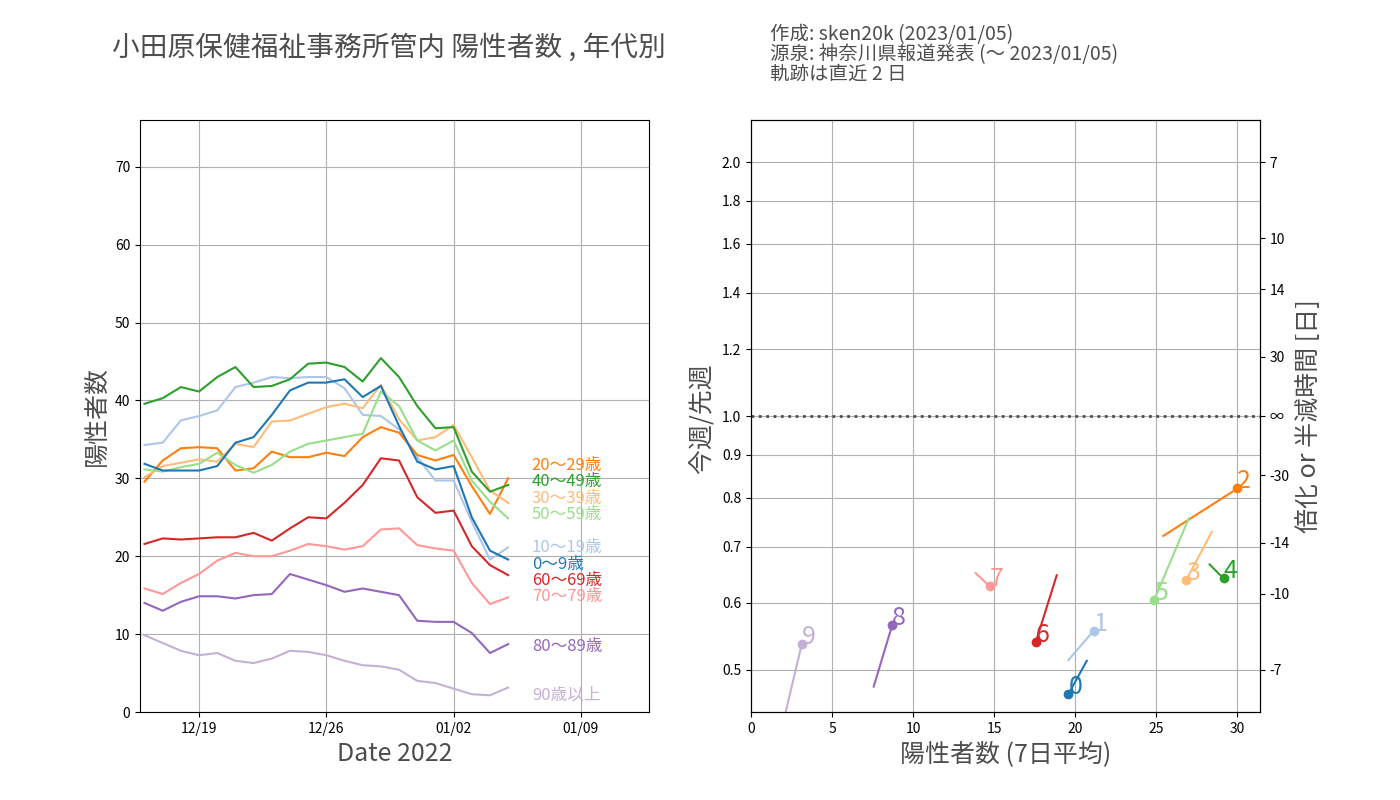 小田原保健福祉事務所管内 陽性者数 , 年代別
作成: sken20k (2023/01/05)
源泉: 神奈川県報道発表 (～ 2023/01/05)
軌跡は直近 2 日
陽性者数
70
60
50
40
30
20
10
0
12/19
12/26
01/02
01/09
Date 2022
20～29歳
40～49歳
30～39歳
50～59歳
10～19歳
0～9歳
60～69歳
70～79歳
80～89歳
90歳以上
今週/先週
2.0
1.8
1.6
1.4
1.2
1.0
0.9
0.8
0.7
0.6
0.5
0
5
10
15
20
25
30
陽性者数 (7日平均)
2
4
3
7
5
8
1
6
9
0
7
10
14
30
∞
-30
-14
-10
-7
倍化 or 半減時間 [日]